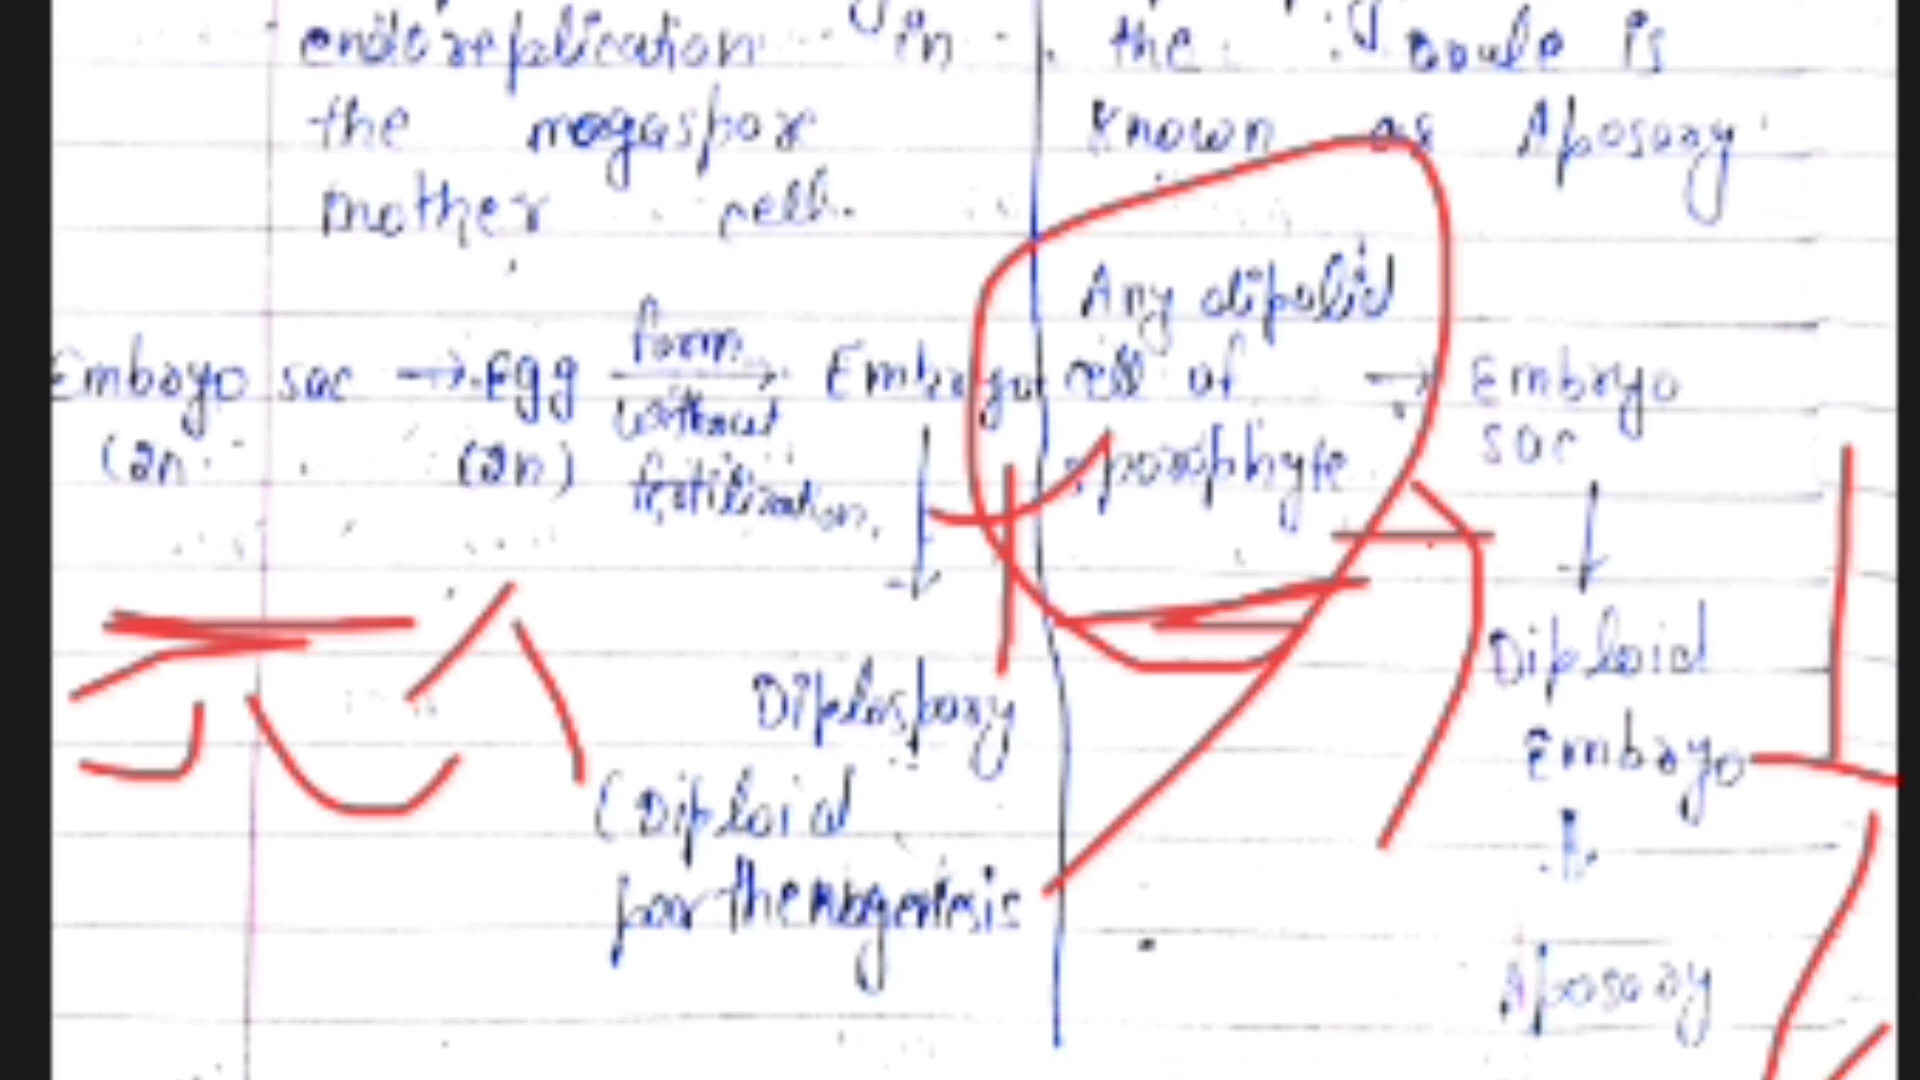 endoreplication in
the megaspore
mother cell.
Embryo sac → Egg form without fertilization, Embryo
(2n (2n)
↓
Diplospory
(Diploid
parthenogenesis
the ovule is
known as Aposory
Any dipolid
cell of → Embryo
sporophyte sac
↓
Diploid
Embryo
↓
Aposory